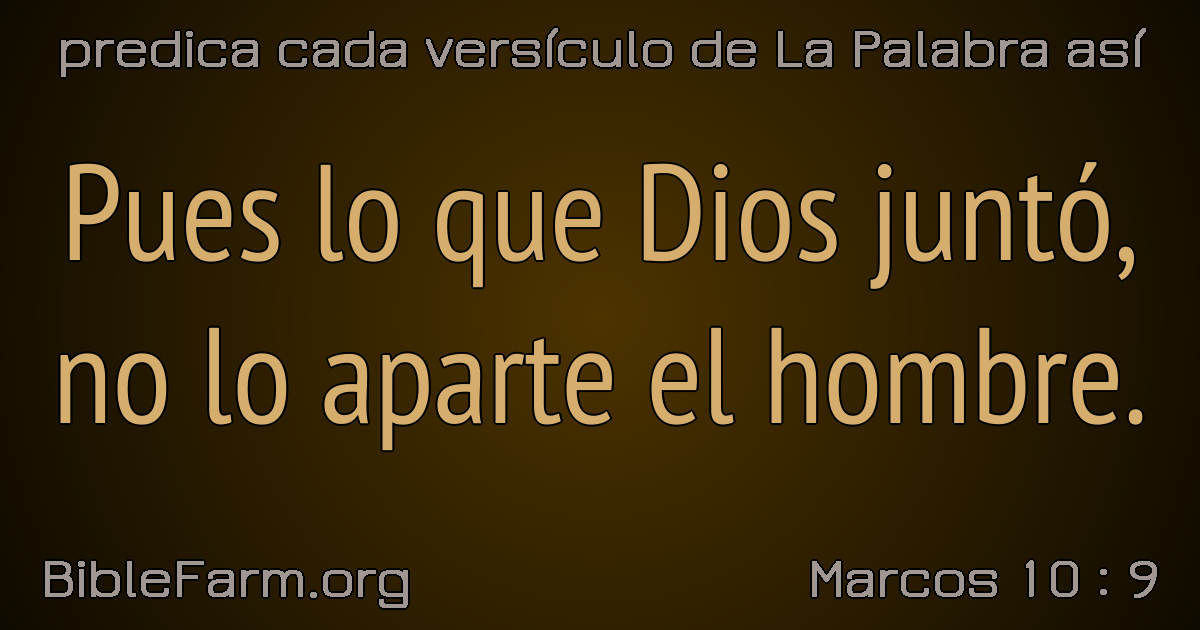 predica cada versículo de La Palabra así
Pues lo que Dios juntó,
no lo aparte el hombre.
BibleFarm.org
Marcos 10 : 9